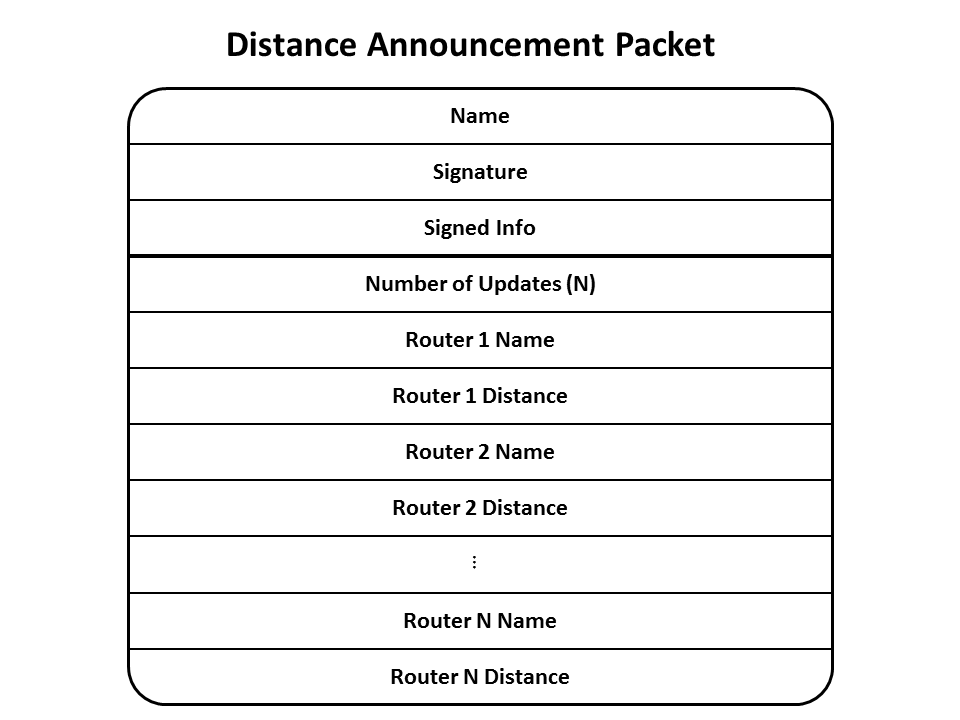 Distance Announcement Packet
Name
Signature
Signed Info
Number of Updates (N)
Router 1 Name
Router 1 Distance
Router 2 Name
Router 2 Distance
⋮
Router N Name
Router N Distance